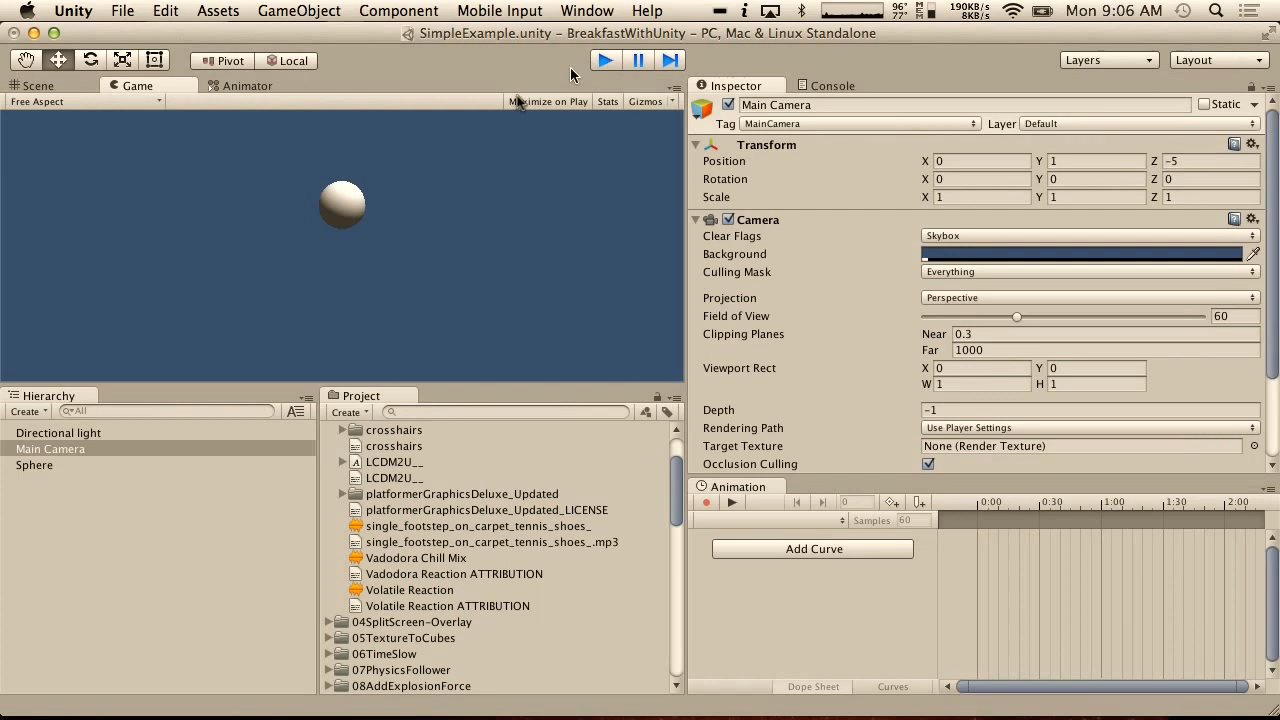 Unity File Edit Assets GameObject Component Mobile Input Window Help 96° 77° 190KB/s 8KB/s Mon 9:06 AM
SimpleExample.unity – BreakfastWithUnity – PC, Mac & Linux Standalone
Pivot Local Layers Layout
Scene Game Animator
Free Aspect Maximize on Play Stats Gizmos
Inspector Console
Main Camera Static
Tag MainCamera Layer Default
Transform
Position X 0 Y 1 Z -5
Rotation X 0 Y 0 Z 0
Scale X 1 Y 1 Z 1
Camera
Clear Flags Skybox
Background
Culling Mask Everything
Projection Perspective
Field of View 60
Clipping Planes Near 0.3
Far 1000
Viewport Rect X 0 Y 0
W 1 H 1
Depth -1
Rendering Path Use Player Settings
Target Texture None (Render Texture)
Occlusion Culling
Hierarchy
Create All
Directional light
Main Camera
Sphere
Project
Create
crosshairs
crosshairs
LCDM2U__
LCDM2U__
platformerGraphicsDeluxe_Updated
platformerGraphicsDeluxe_Updated_LICENSE
single_footstep_on_carpet_tennis_shoes_
single_footstep_on_carpet_tennis_shoes_.mp3
Vadodora Chill Mix
Vadodora Reaction ATTRIBUTION
Volatile Reaction
Volatile Reaction ATTRIBUTION
04SplitScreen-Overlay
05TextureToCubes
06TimeSlow
07PhysicsFollower
08AddExplosionForce
Animation
0 0:00 0:30 1:00 1:30 2:00
Samples 60
Add Curve
Dope Sheet Curves